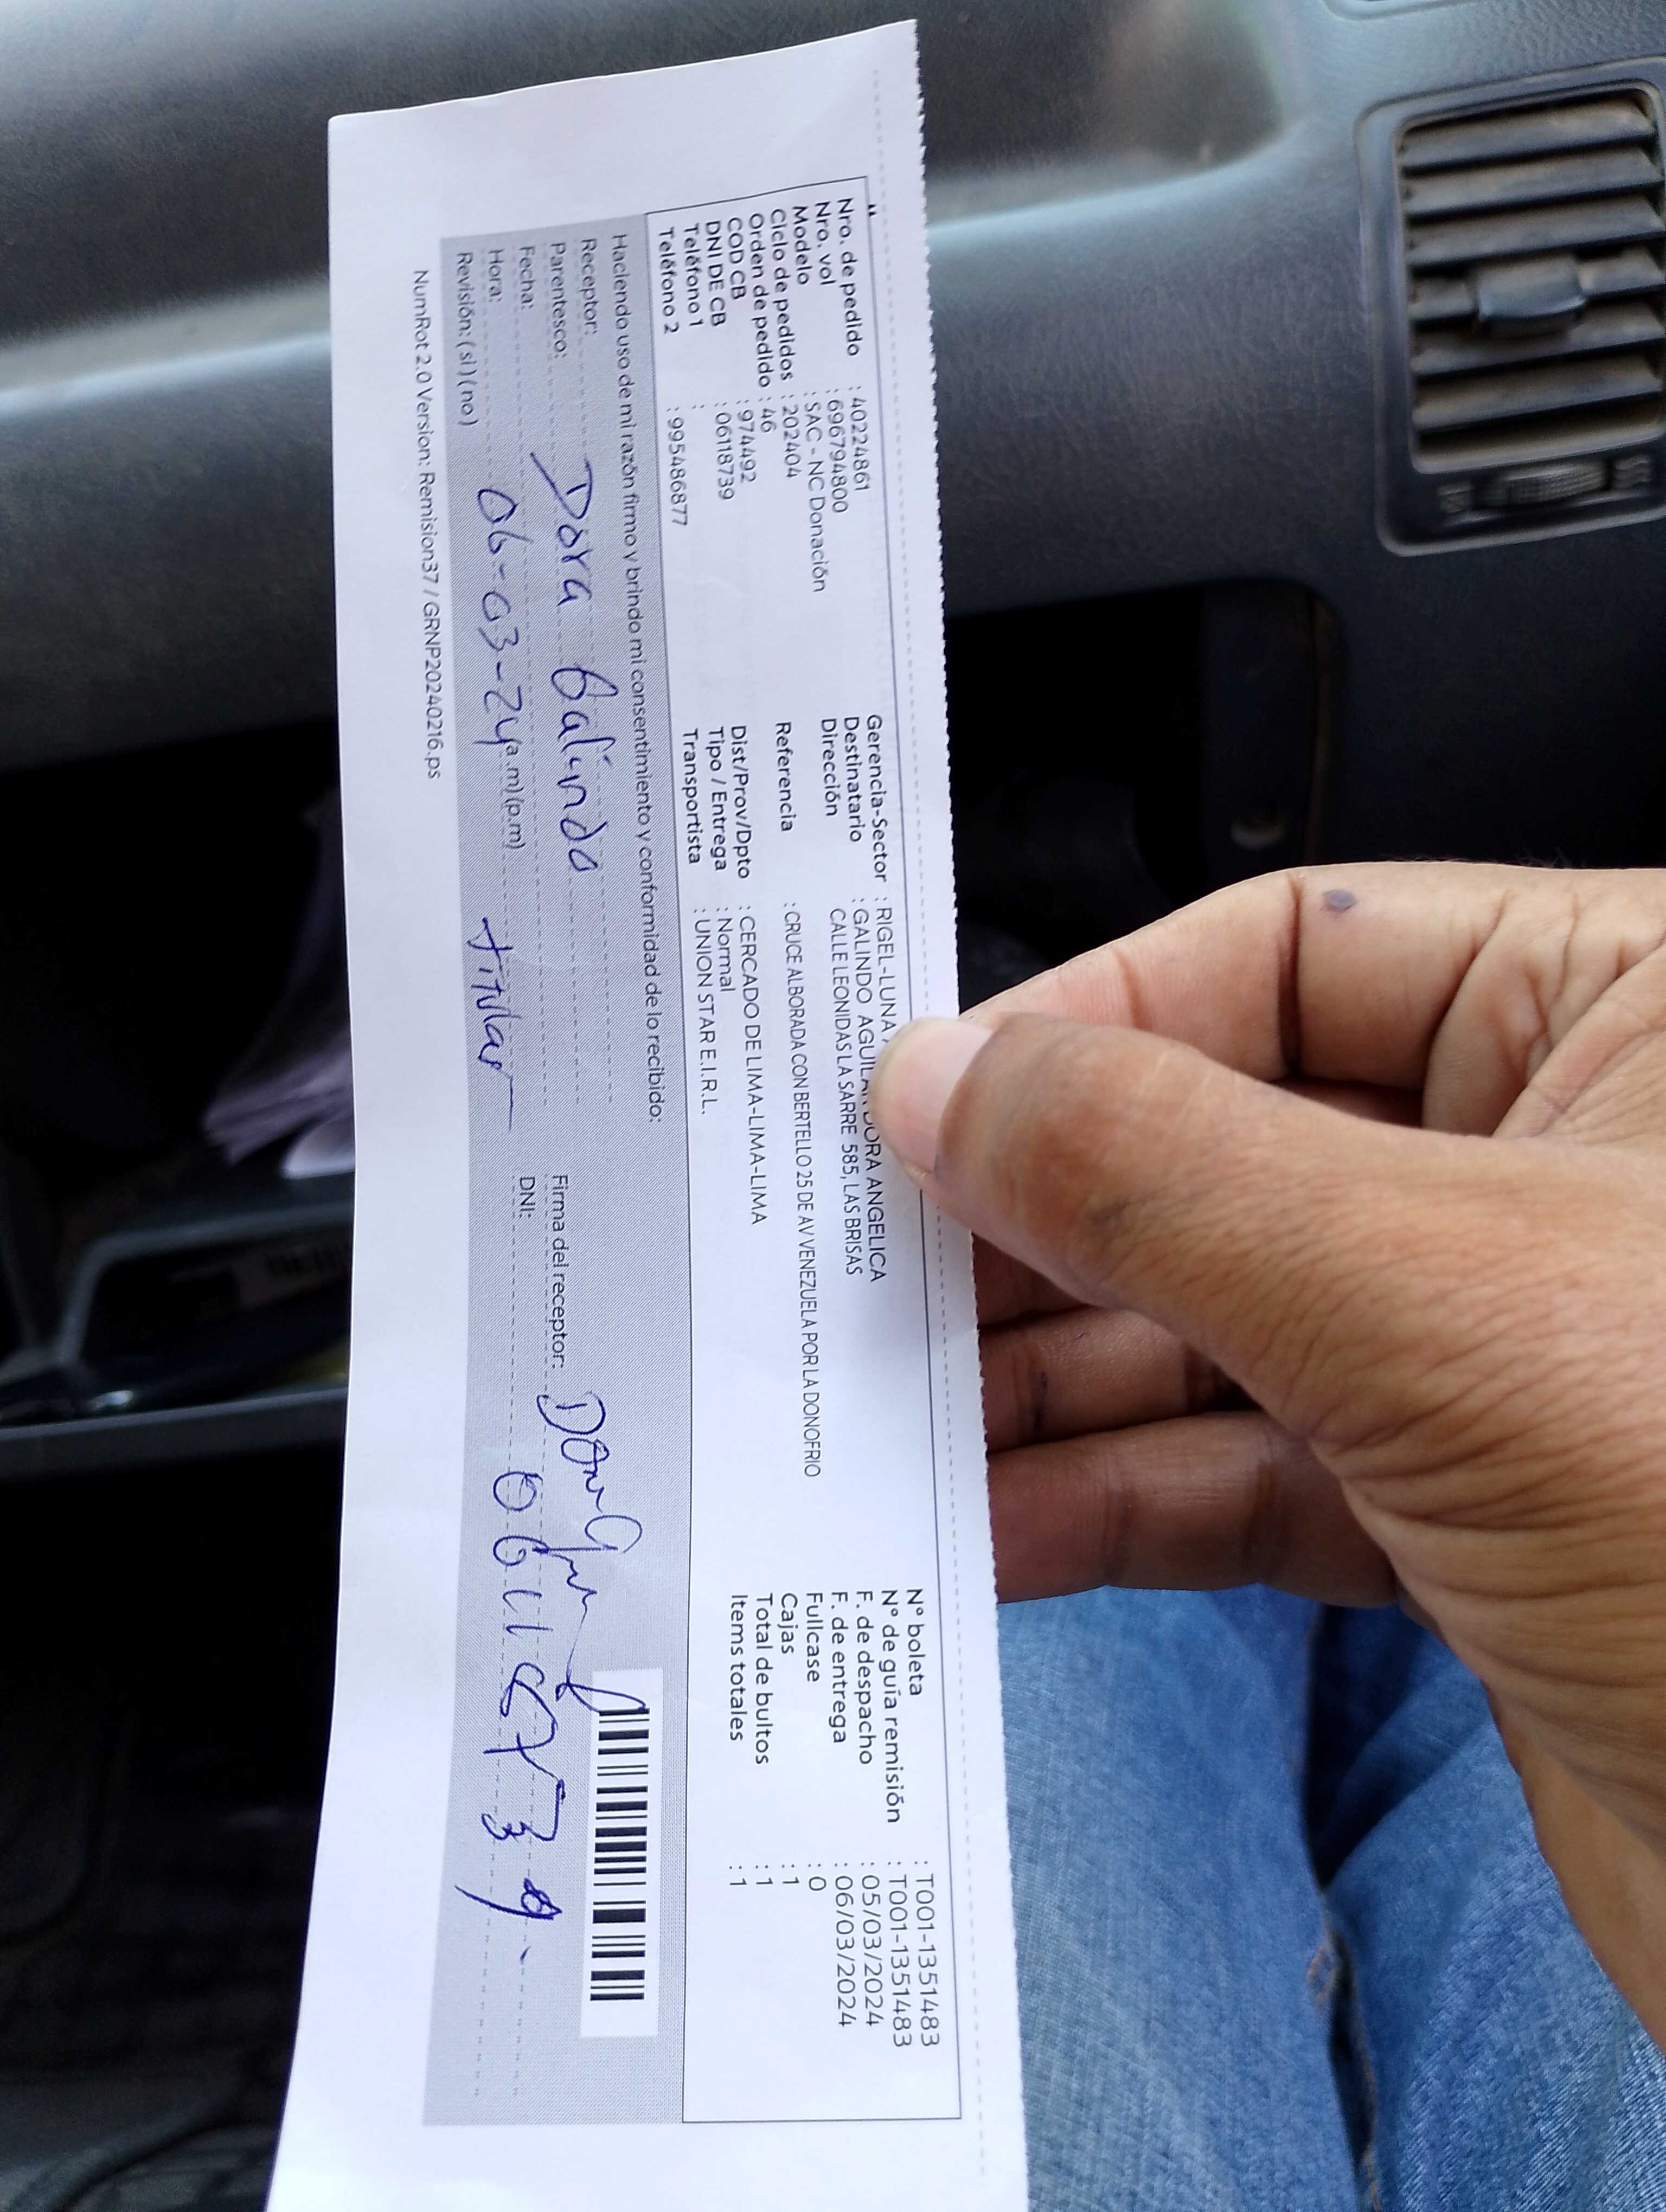 Nro. de pedido : 40224861
Nro. vol : 696794800
Modelo : SAC - NC Donación
Ciclo de pedidos : 202404
Orden de pedido : 46
COD CB : 974492
DNI DE CB : 06118739
Teléfono 1 :
Teléfono 2 : 995486877
Gerencia-Sector : RIGEL-LUNA
Destinatario : GALINDO AGUILAR DORA ANGELICA
Dirección CALLE LEONIDAS LA SARRE 585, LAS BRISAS
Referencia : CRUCE ALBORADA CON BERTELLO 25 DE AV VENEZUELA POR LA DONOFRIO
Dist/Prov/Dpto : CERCADO DE LIMA-LIMA-LIMA
Tipo / Entrega : Normal
Transportista : UNION STAR E.I.R.L.
N° boleta : T001-1351483
N° de guía remisión : T001-1351483
F. de despacho : 05/03/2024
F. de entrega : 06/03/2024
Fullcase : 0
Cajas : 1
Total de bultos : 1
Items totales : 1
Haciendo uso de mi razón firmo y brindo mi consentimiento y conformidad de lo recibido:
Receptor: Dora Galindo
Parentesco:
Fecha: 06-03-24
Hora: (a.m)(p.m) titular
Revisión: (si) (no)
Firma del receptor:
DNI: 06118739
NumRot 2.0 Version: Remision37 / GRNP20240216.ps